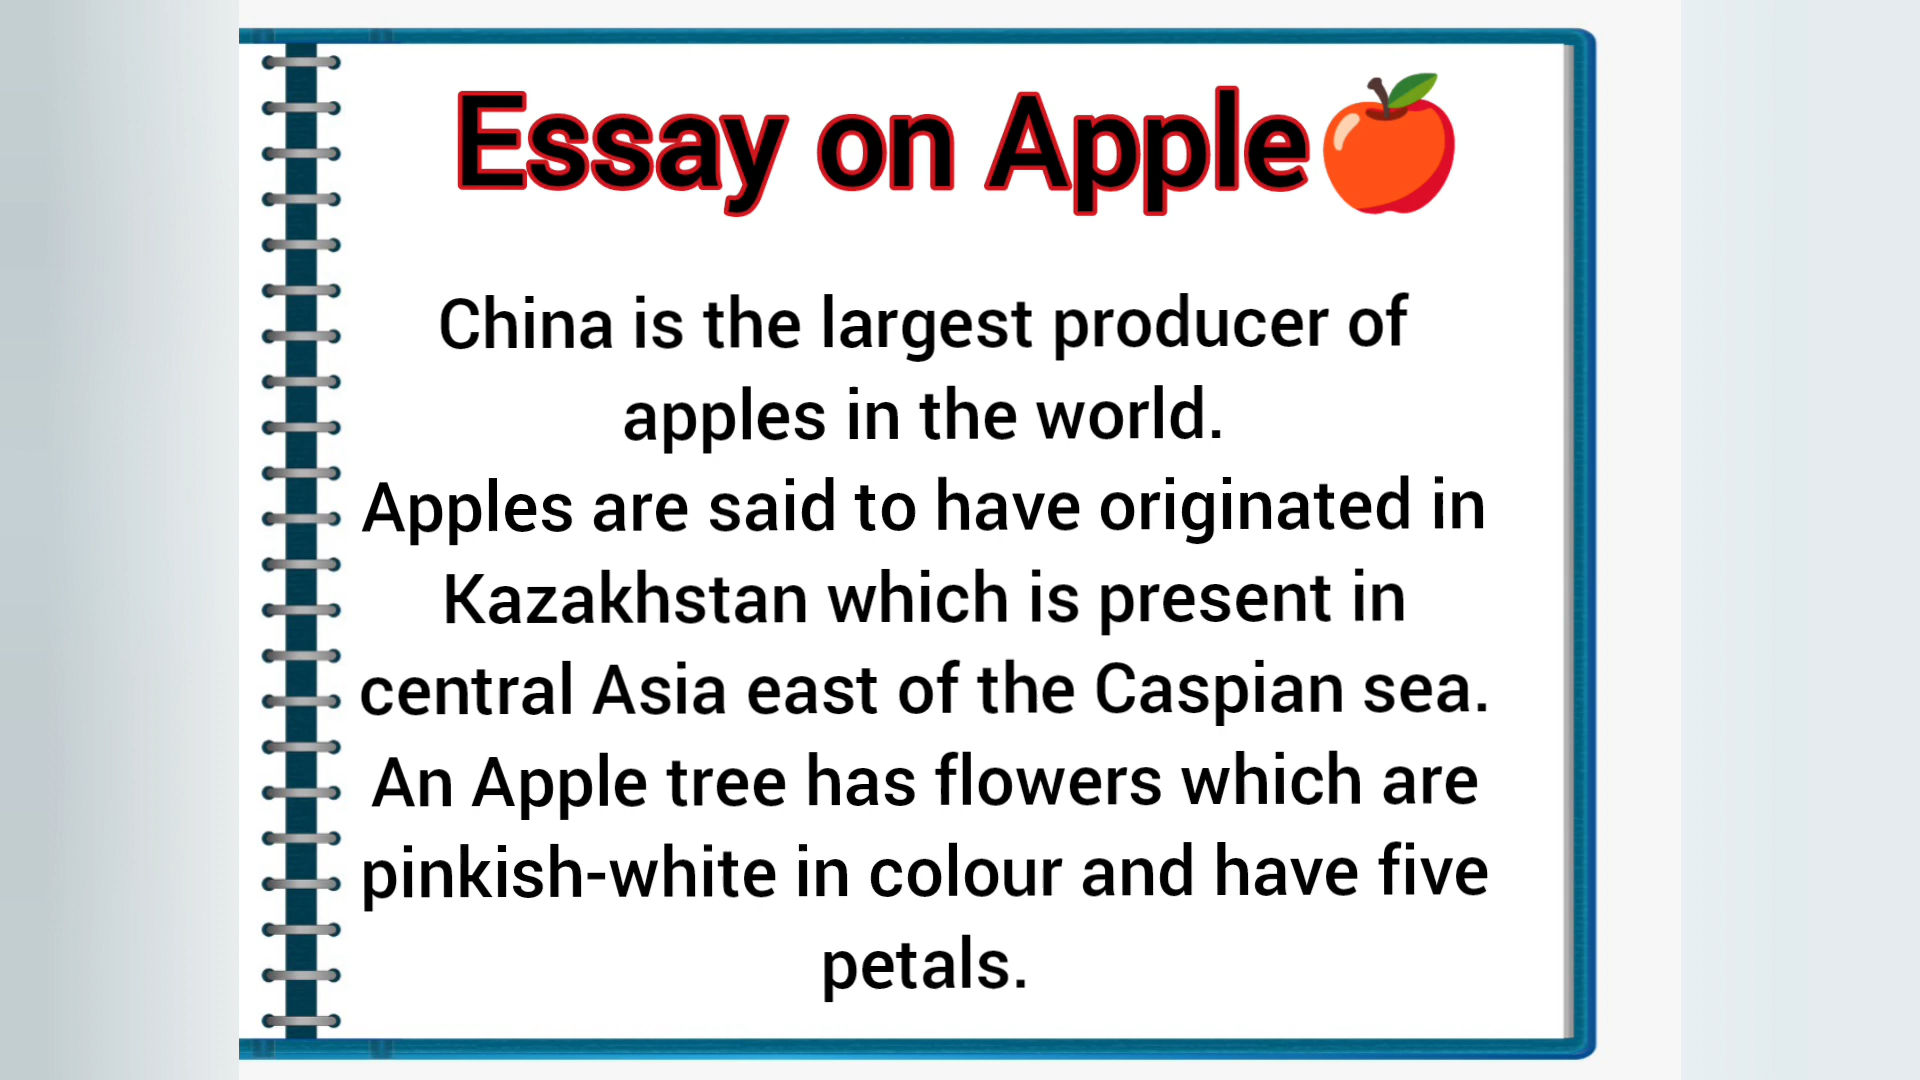 Essay on Apple🍎
China is the largest producer of
apples in the world.
Apples are said to have originated in
Kazakhstan which is present in
central Asia east of the Caspian sea.
An Apple tree has flowers which are
pinkish-white in colour and have five
petals.